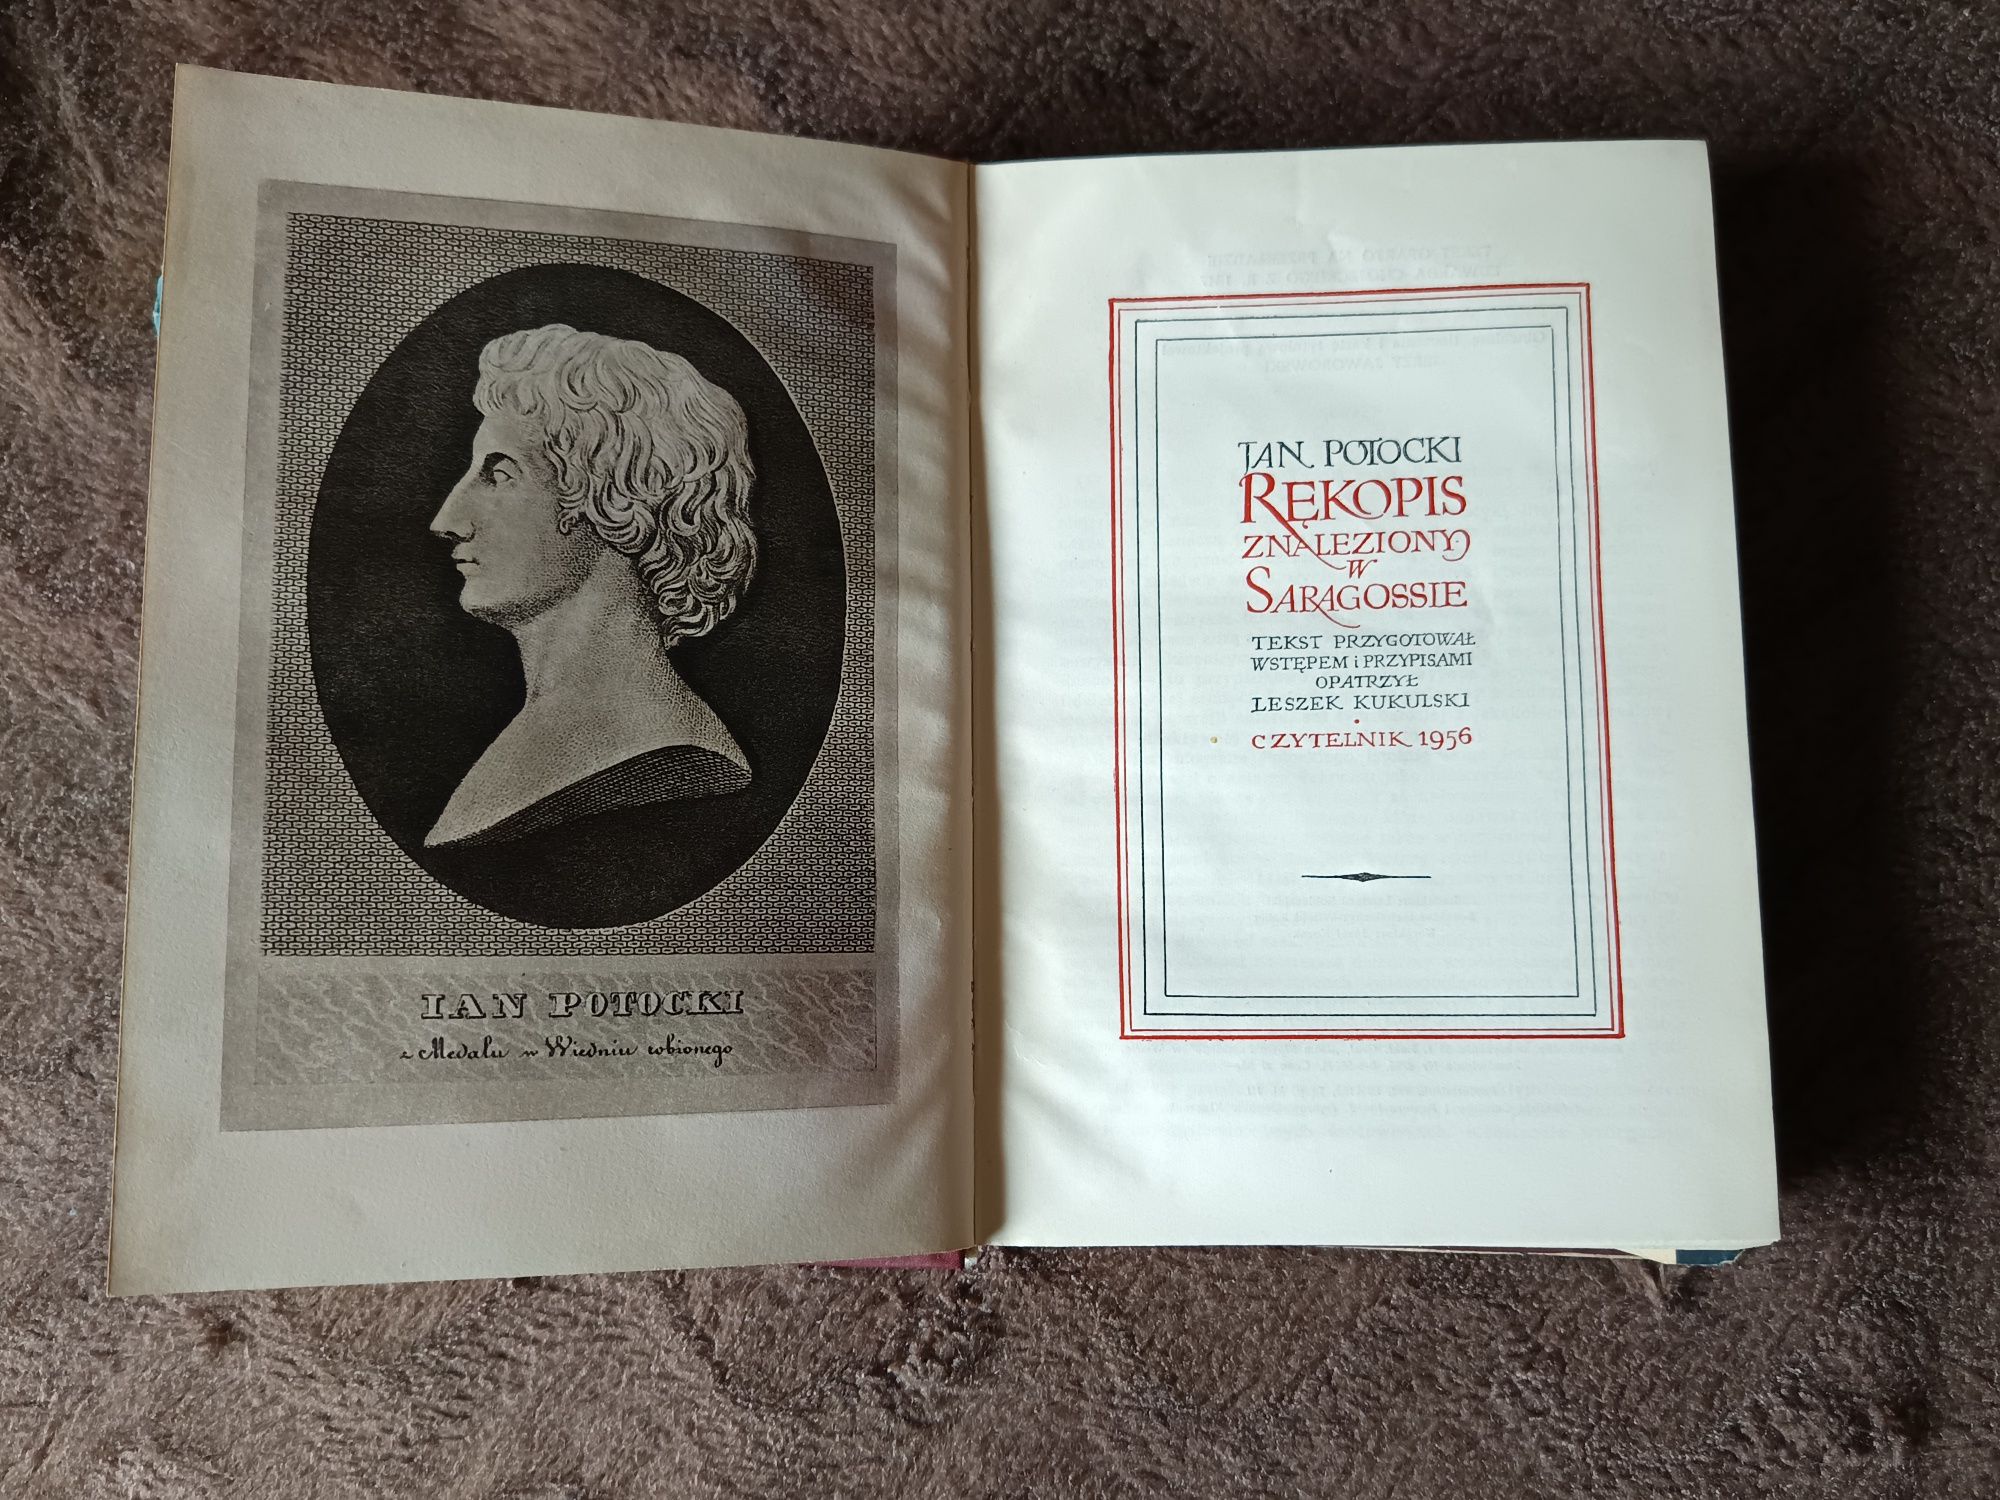 IAN POTOCKI
z Medalu w Wiedniu robionego
JAN POTOCKI
RĘKOPIS
ZNALEZIONY
W
SARAGOSSIE
TEKST PRZYGOTOWAŁ
WSTĘPEM i PRZYPISAMI
OPATRZYŁ
LESZEK KUKULSKI
CZYTELNIK 1956